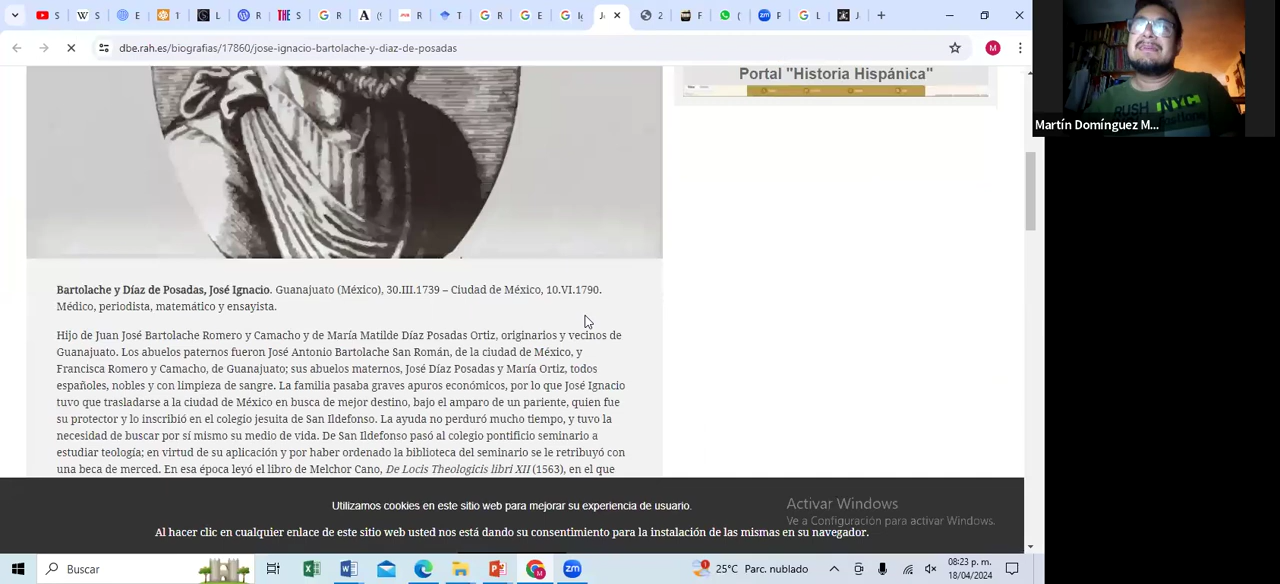 dbe.rah.es/biografias/17860/jose-ignacio-bartolache-y-diaz-de-posadas
M
Portal "Historia Hispánica"
RUSH NYC
Martín Domínguez M...
Bartolache y Díaz de Posadas, José Ignacio. Guanajuato (México), 30.III.1739 – Ciudad de México, 10.VI.1790.
Médico, periodista, matemático y ensayista.
Hijo de Juan José Bartolache Romero y Camacho y de María Matilde Díaz Posadas Ortiz, originarios y vecinos de
Guanajuato. Los abuelos paternos fueron José Antonio Bartolache San Román, de la ciudad de México, y
Francisca Romero y Camacho, de Guanajuato; sus abuelos maternos, José Díaz Posadas y María Ortiz, todos
españoles, nobles y con limpieza de sangre. La familia pasaba graves apuros económicos, por lo que José Ignacio
tuvo que trasladarse a la ciudad de México en busca de mejor destino, bajo el amparo de un pariente, quien fue
su protector y lo inscribió en el colegio jesuita de San Ildefonso. La ayuda no perduró mucho tiempo, y tuvo la
necesidad de buscar por sí mismo su medio de vida. De San Ildefonso pasó al colegio pontificio seminario a
estudiar teología; en virtud de su aplicación y por haber ordenado la biblioteca del seminario se le retribuyó con
una beca de merced. En esa época leyó el libro de Melchor Cano, De Locis Theologicis libri XII (1563), en el que
Utilizamos cookies en este sitio web para mejorar su experiencia de usuario.
Al hacer clic en cualquier enlace de este sitio web usted nos está dando su consentimiento para la instalación de las mismas en su navegador.
Activar Windows
Ve a Configuración para activar Windows.
Buscar
25°C Parc. nublado
08:23 p. m.
18/04/2024